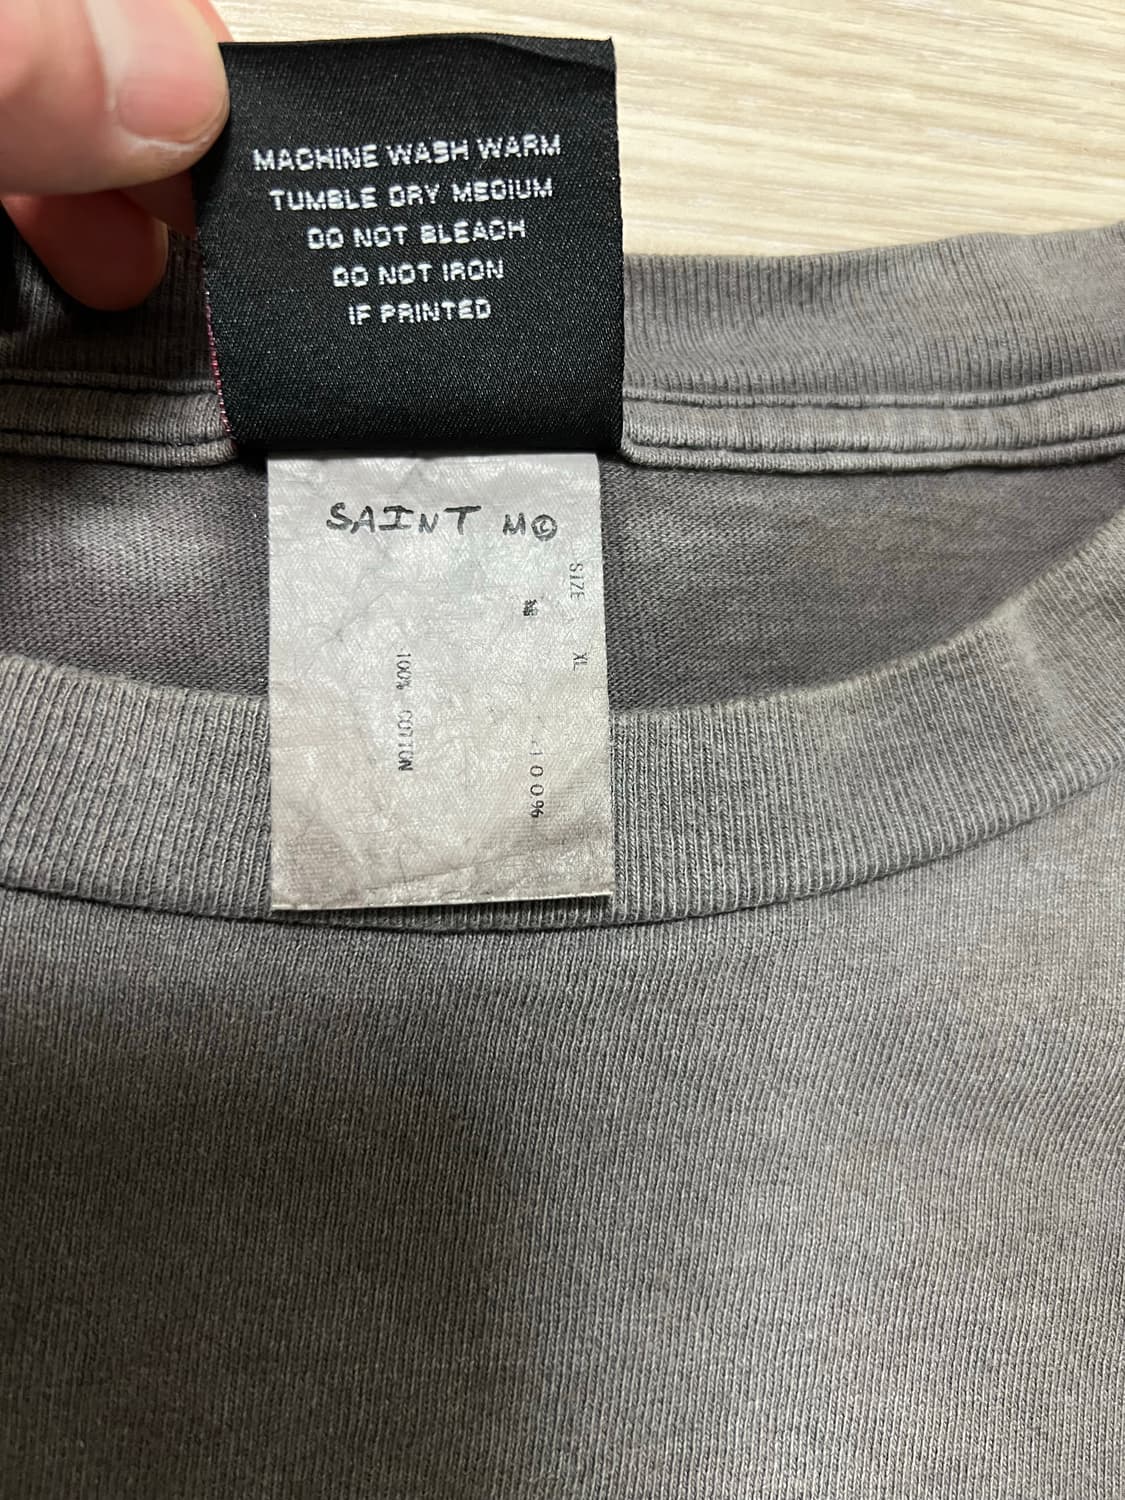 MACHINE WASH WARM
TUMBLE DRY MEDIUM
DO NOT BLEACH
DO NOT IRON
IF PRINTED
SAINT M©
SIZE XL
100%
100% COTTON